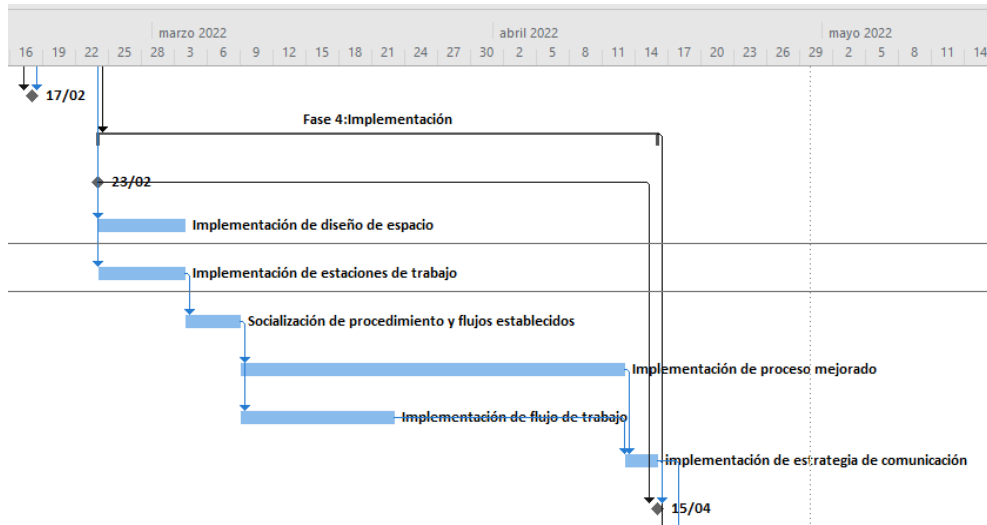 marzo 2022 abril 2022 mayo 2022
16 19 22 25 28 3 6 9 12 15 18 21 24 27 30 2 5 8 11 14 17 20 23 26 29 2 5 8 11 14
17/02
Fase 4:Implementación
23/02
Implementación de diseño de espacio
Implementación de estaciones de trabajo
Socialización de procedimiento y flujos establecidos
Implementación de proceso mejorado
Implementación de flujo de trabajo
implementación de estrategia de comunicación
15/04